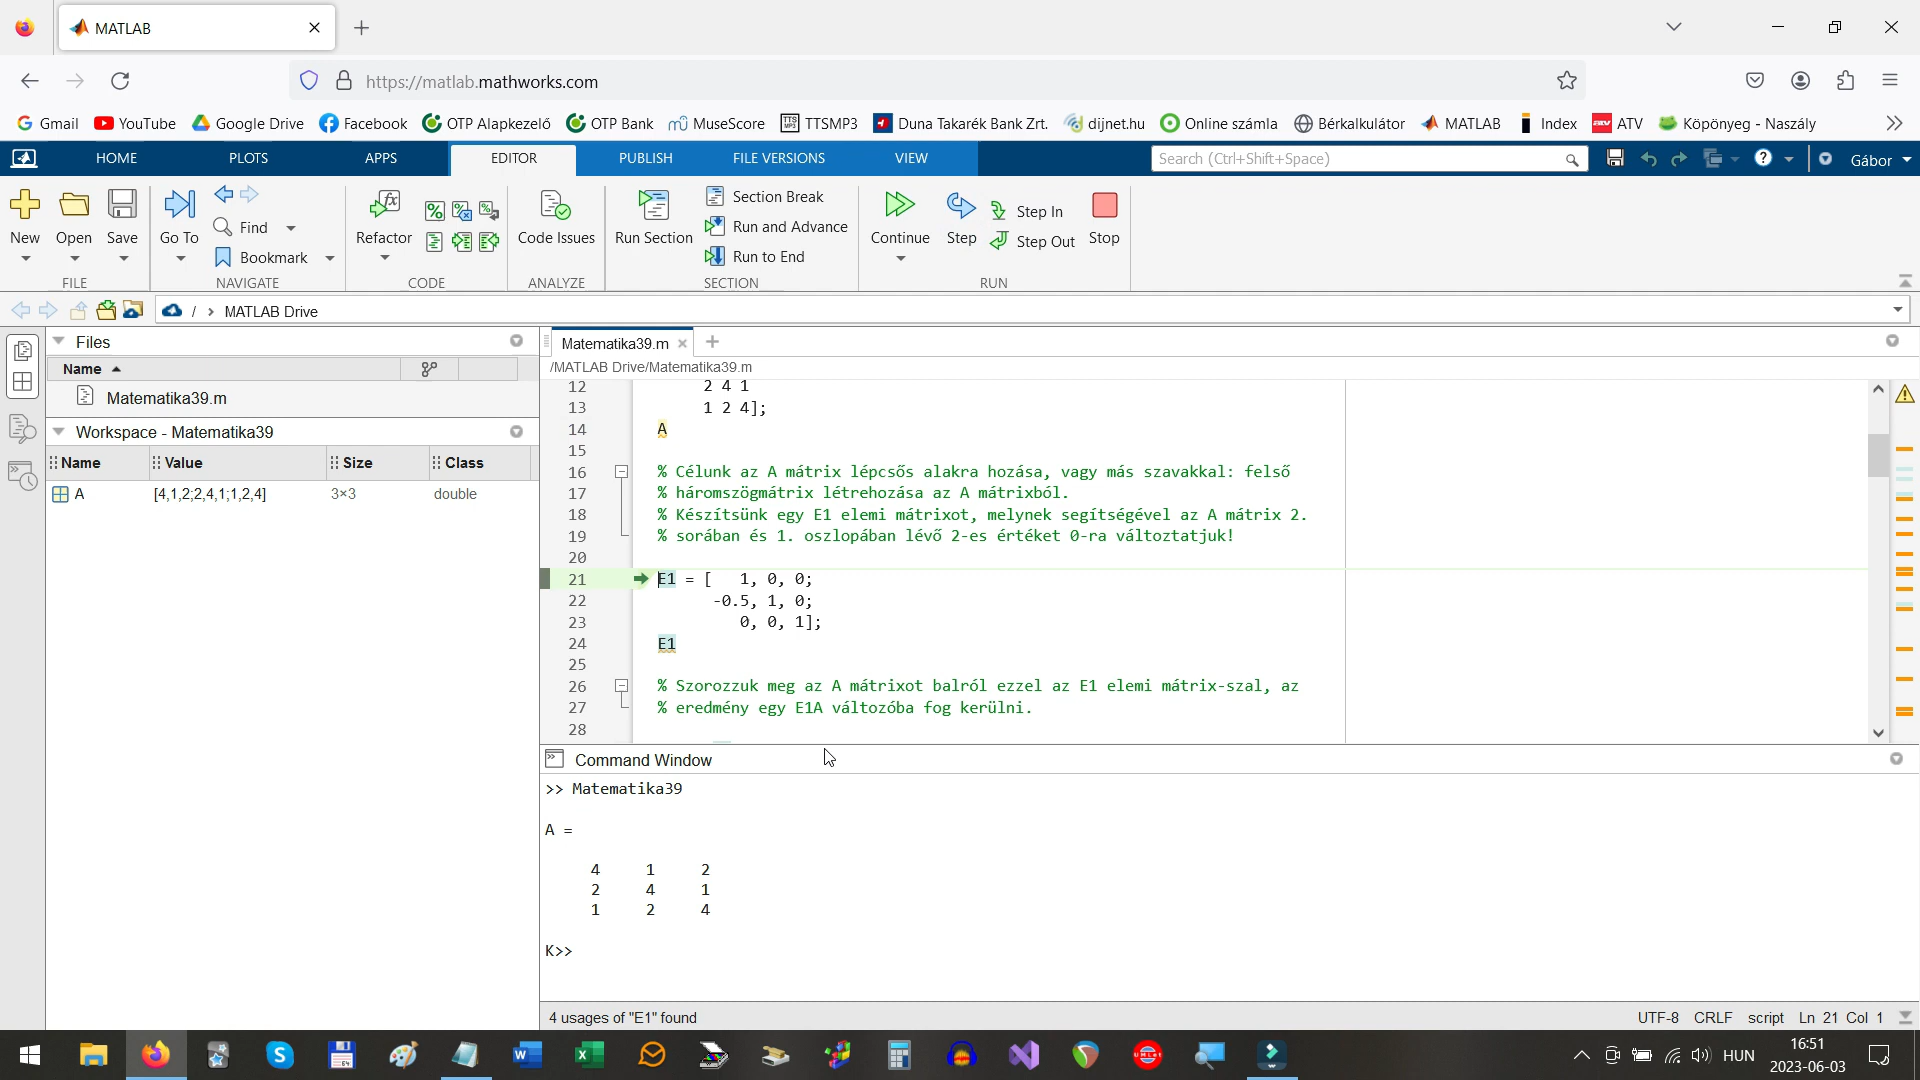 MATLAB
https://matlab.mathworks.com
Gmail YouTube Google Drive Facebook OTP Alapkezelő OTP Bank MuseScore TTSMP3 Duna Takarék Bank Zrt. dijnet.hu Online számla Bérkalkulátor MATLAB Index ATV Köpönyeg - Naszály
HOME PLOTS APPS EDITOR PUBLISH FILE VERSIONS VIEW Search (Ctrl+Shift+Space) Gábor
New Open Save Go To Find Bookmark Refactor Code Issues Run Section Section Break Run and Advance Run to End Continue Step Step In Step Out Stop
FILE NAVIGATE CODE ANALYZE SECTION RUN
/ › MATLAB Drive
Files
Name
Matematika39.m
Workspace - Matematika39
Name Value Size Class
A [4,1,2;2,4,1;1,2,4] 3×3 double
Matematika39.m
/MATLAB Drive/Matematika39.m
12 2 4 1
13 1 2 4];
14 A
15
16 % Célunk az A mátrix lépcsős alakra hozása, vagy más szavakkal: felső
17 % háromszögmátrix létrehozása az A mátrixból.
18 % Készítsünk egy E1 elemi mátrixot, melynek segítségével az A mátrix 2.
19 % sorában és 1. oszlopában lévő 2-es értéket 0-ra változtatjuk!
20
21 E1 = [ 1, 0, 0;
22 -0.5, 1, 0;
23 0, 0, 1];
24 E1
25
26 % Szorozzuk meg az A mátrixot balról ezzel az E1 elemi mátrix-szal, az
27 % eredmény egy E1A változóba fog kerülni.
28
Command Window
>> Matematika39
A =
4 1 2
2 4 1
1 2 4
K>>
4 usages of "E1" found UTF-8 CRLF script Ln 21 Col 1
HUN 16:51
2023-06-03